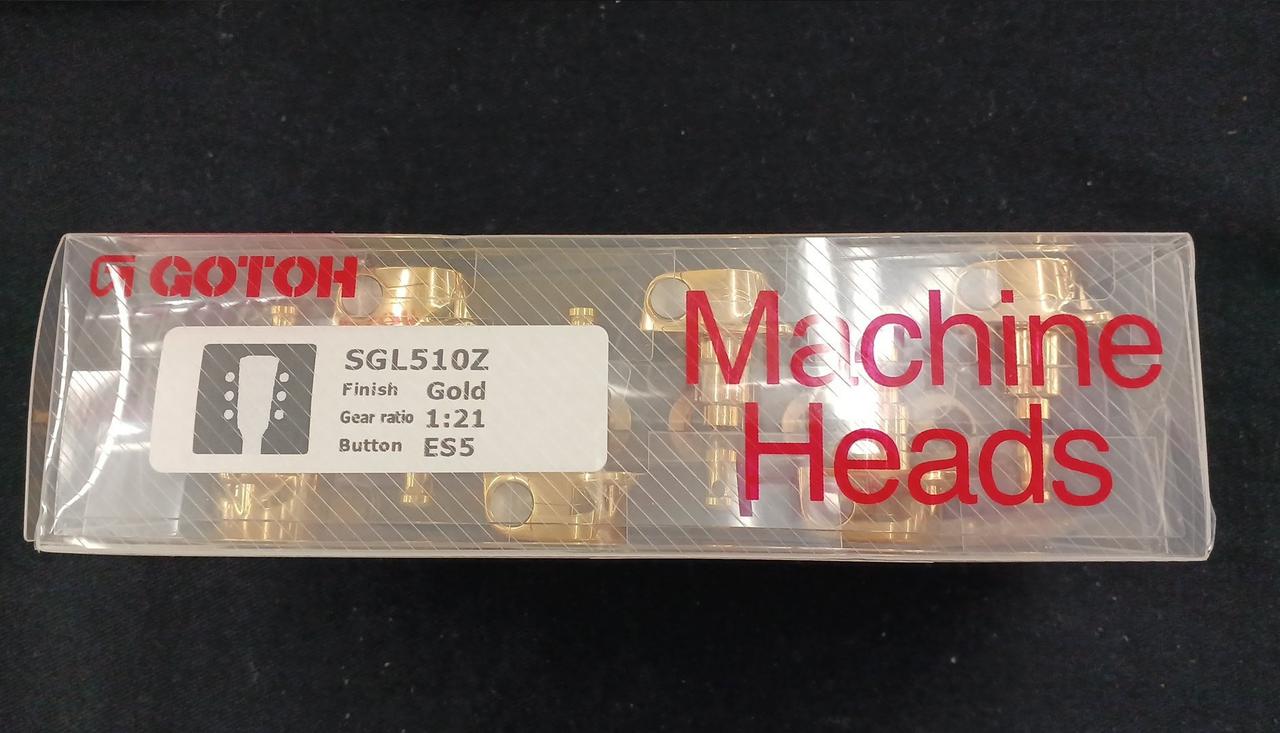 GOTOH
SGL510Z
Finish Gold
Gear ratio 1:21
Button ES5
Machine
Heads